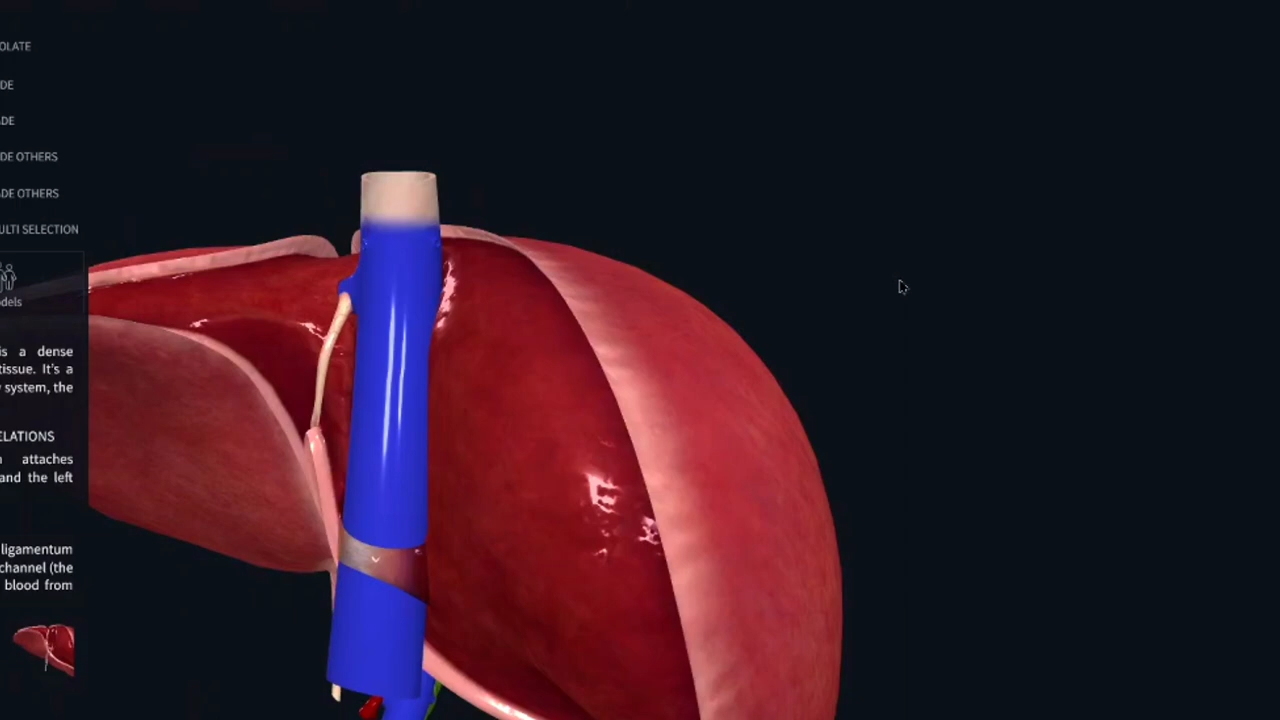 OLATE
DE
DE
DE OTHERS
DE OTHERS
ULTI SELECTION
dels
is a dense
tissue. It's a
system, the
ELATIONS
attaches
and the left
ligamentum
channel (the
blood from